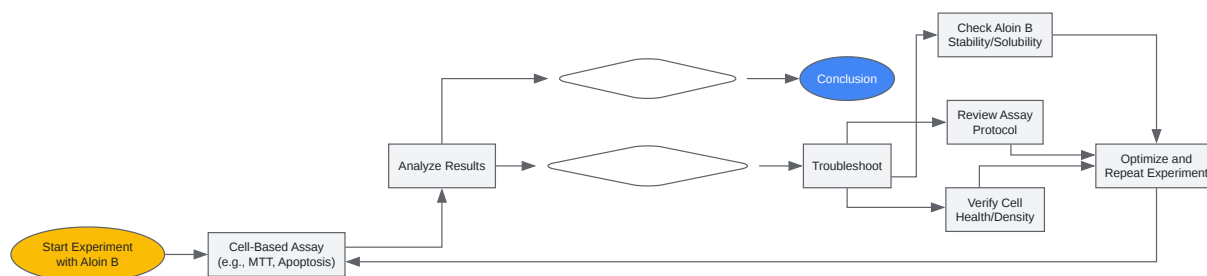 Start Experiment
with Aloin B
Cell-Based Assay
(e.g., MTT, Apoptosis)
Analyze Results
Conclusion
Troubleshoot
Check Aloin B
Stability/Solubility
Review Assay
Protocol
Verify Cell
Health/Density
Optimize and
Repeat Experiment